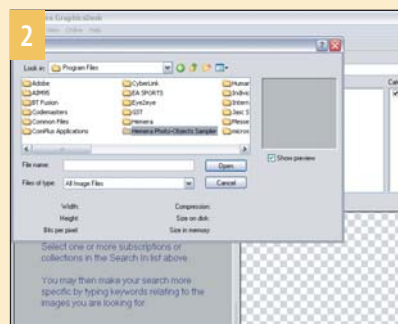 2
GraphicsDesk
View Online Help
Look in: Program Files
Adobe CyberLink Human
AIM95 EA SPORTS
BT Fusion Eye2eye
Codemasters GST
Common Files Hemera
ComPlus Applications Hemera Photo-Objects Sampler
File name: Open
Files of type: All Image Files Cancel
Show preview
Width: Compression:
Height: Size on disk:
Bits per pixel: Size in memory:
Select one or more subscriptions or
collections in the Search In list above.
You may then make your search more
specific by typing keywords relating to the
images you are looking for.